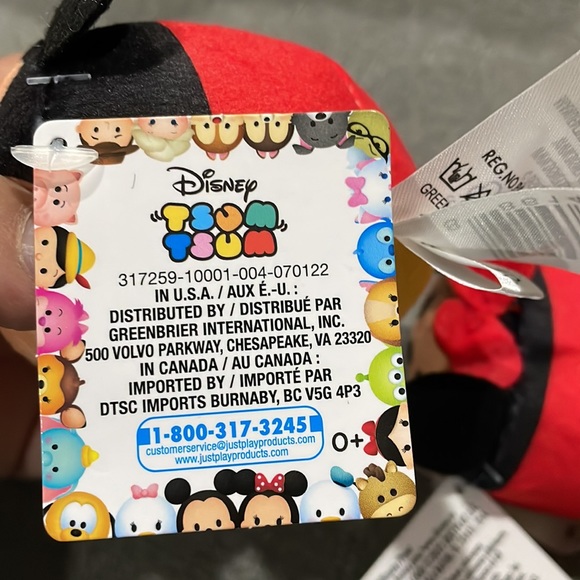 Disney
TSUM
TSUM
317259-10001-004-070122
IN U.S.A. / AUX É.-U. :
DISTRIBUTED BY / DISTRIBUÉ PAR
GREENBRIER INTERNATIONAL, INC.
500 VOLVO PARKWAY, CHESAPEAKE, VA 23320
IN CANADA / AU CANADA :
IMPORTED BY / IMPORTÉ PAR
DTSC IMPORTS BURNABY, BC V5G 4P3
1-800-317-3245
customerservice@justplayproducts.com
www.justplayproducts.com
0+
REG.NO
GREEN